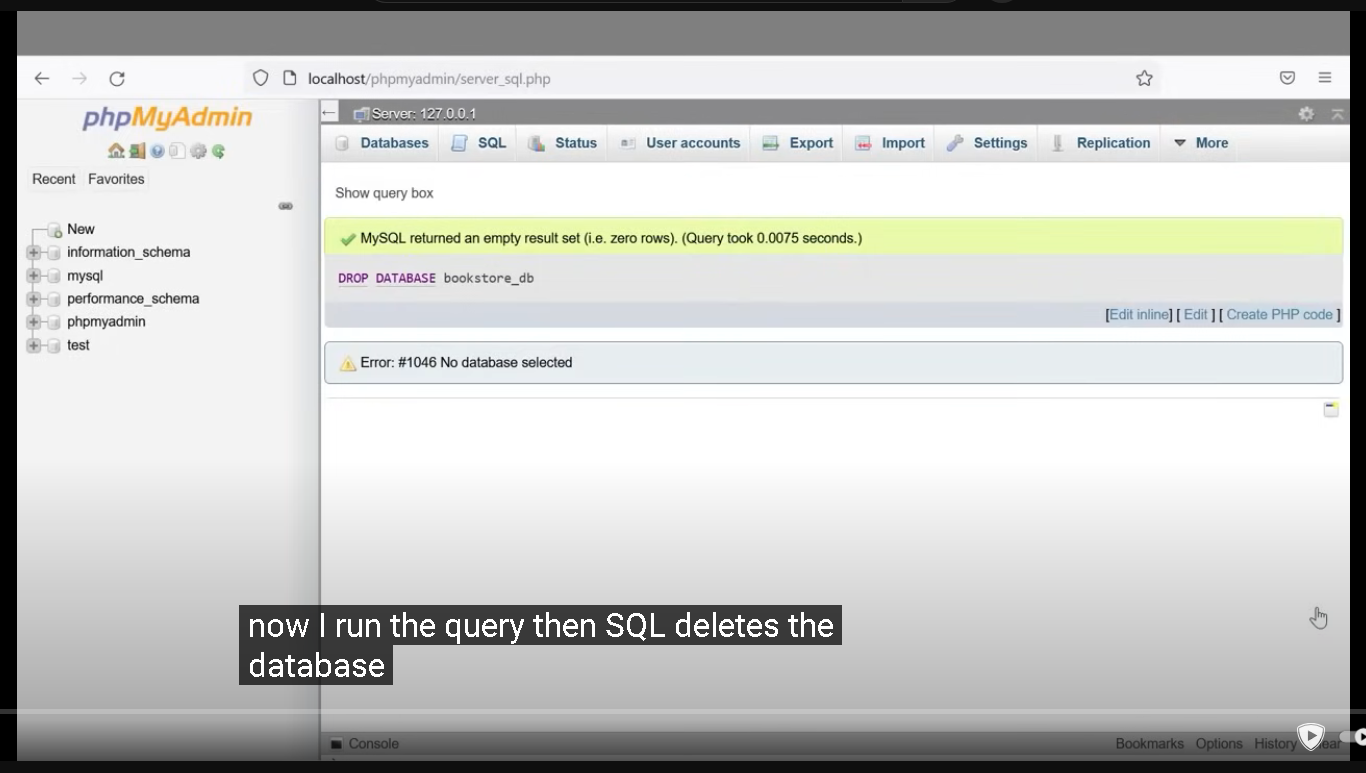 localhost/phpmyadmin/server_sql.php
phpMyAdmin
Recent Favorites
New
information_schema
mysql
performance_schema
phpmyadmin
test
Server: 127.0.0.1
Databases SQL Status User accounts Export Import Settings Replication More
Show query box
MySQL returned an empty result set (i.e. zero rows). (Query took 0.0075 seconds.)
DROP DATABASE bookstore_db
[Edit inline] [ Edit ] [ Create PHP code ]
Error: #1046 No database selected
now I run the query then SQL deletes the
database
Console
Bookmarks Options History